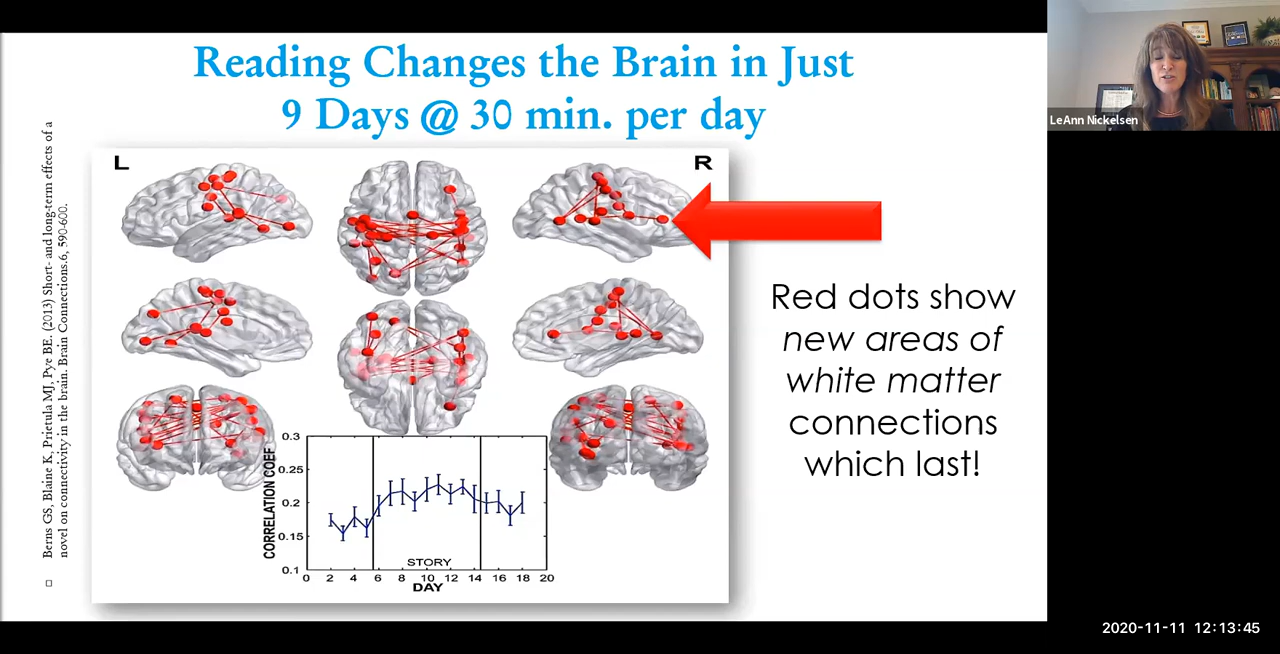 Reading Changes the Brain in Just
9 Days @ 30 min. per day
LeAnn Nickelsen
Berns GS, Blaine K, Prietula MJ, Pye BE. (2013) Short- and long-term effects of a
novel on connectivity in the brain. Brain Connections.6, 590-600.
L
R
Red dots show
new areas of
white matter
connections
which last!
CORRELATION COEF
0.3
0.25
0.2
0.15
0.1
STORY
0 2 4 6 8 10 12 14 16 18 20
DAY
2020-11-11 12:13:45